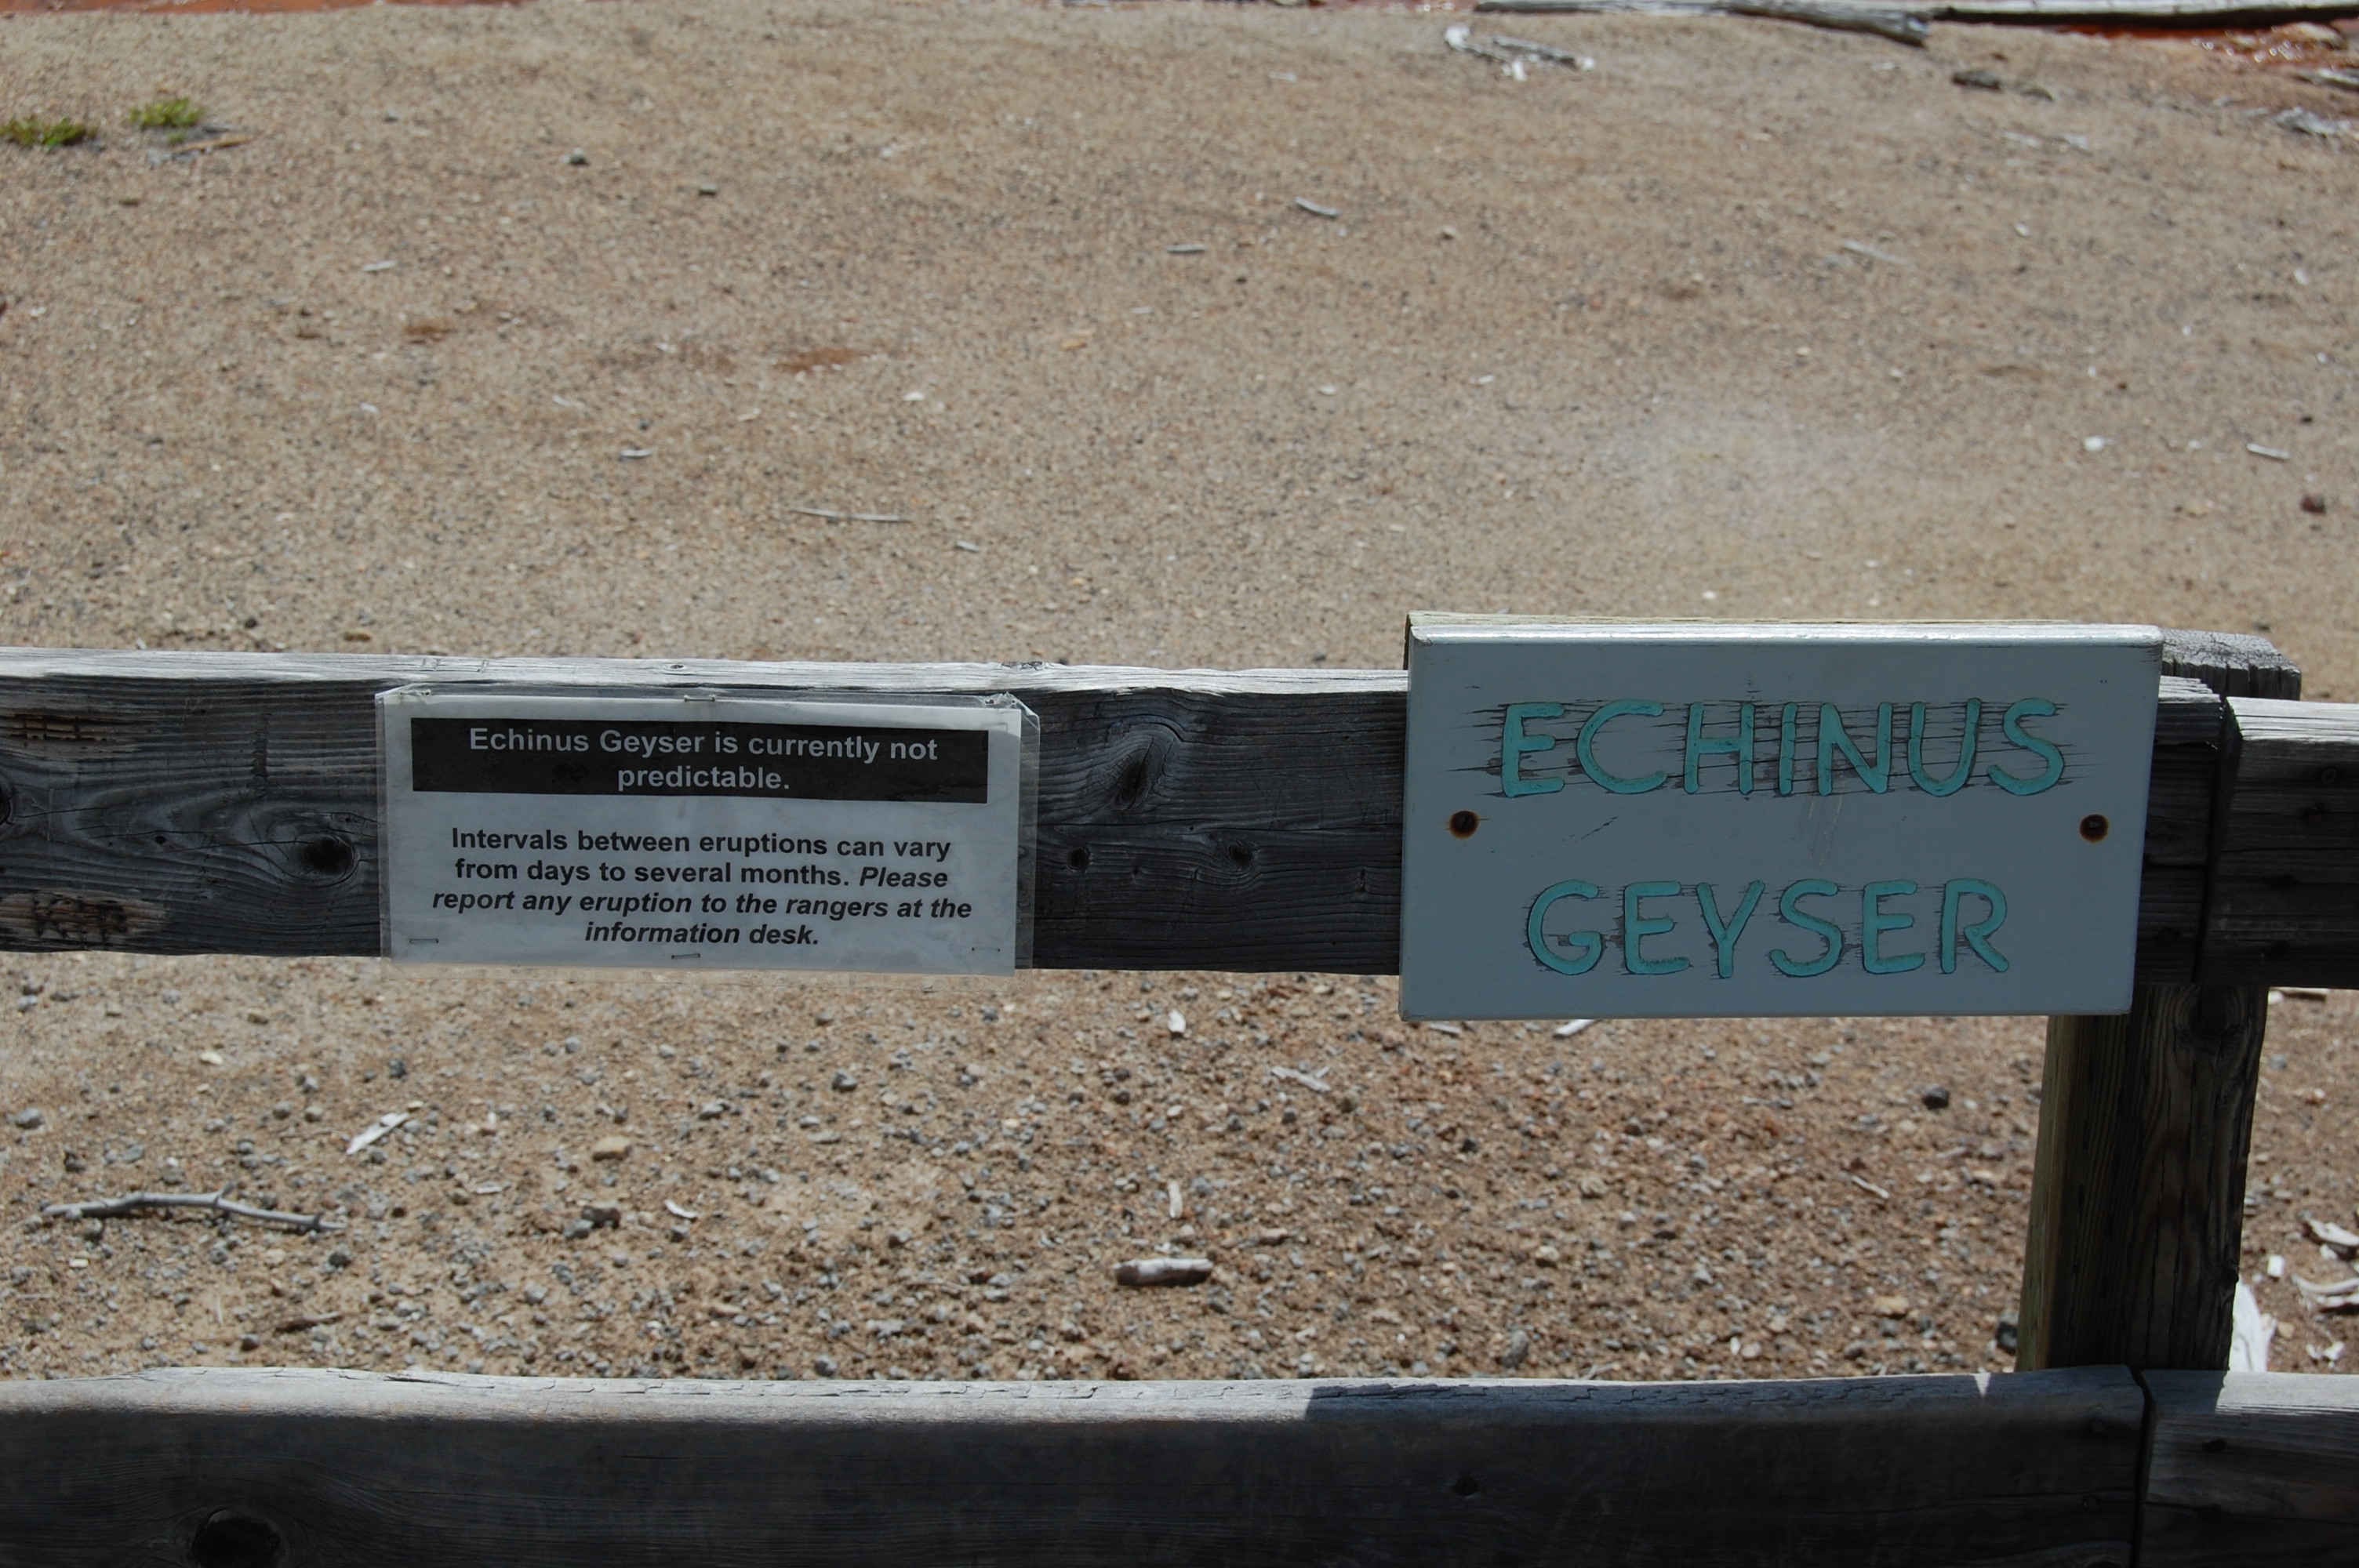 Echinus Geyser is currently not
predictable.
Intervals between eruptions can vary
from days to several months. Please
report any eruption to the rangers at the
information desk.
ECHINUS
GEYSER